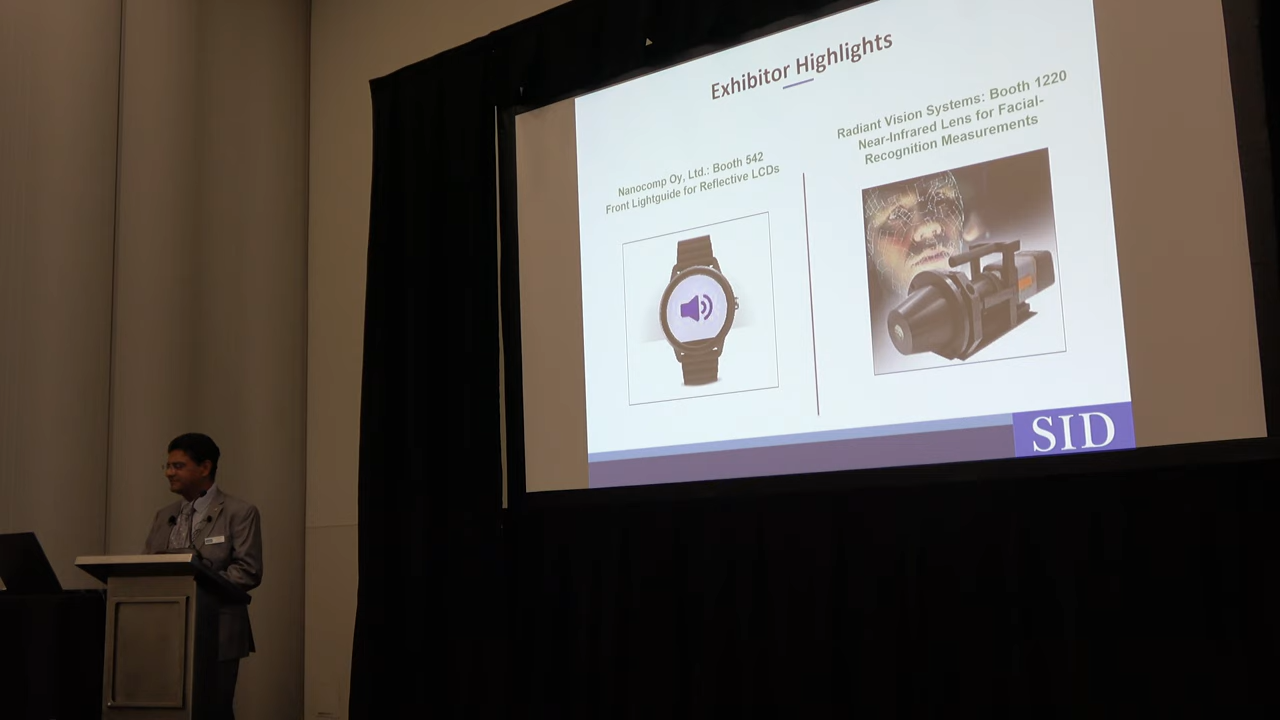 Exhibitor Highlights
Nanocomp Oy, Ltd.: Booth 542
Front Lightguide for Reflective LCDs
Radiant Vision Systems: Booth 1220
Near-Infrared Lens for Facial-
Recognition Measurements
SID